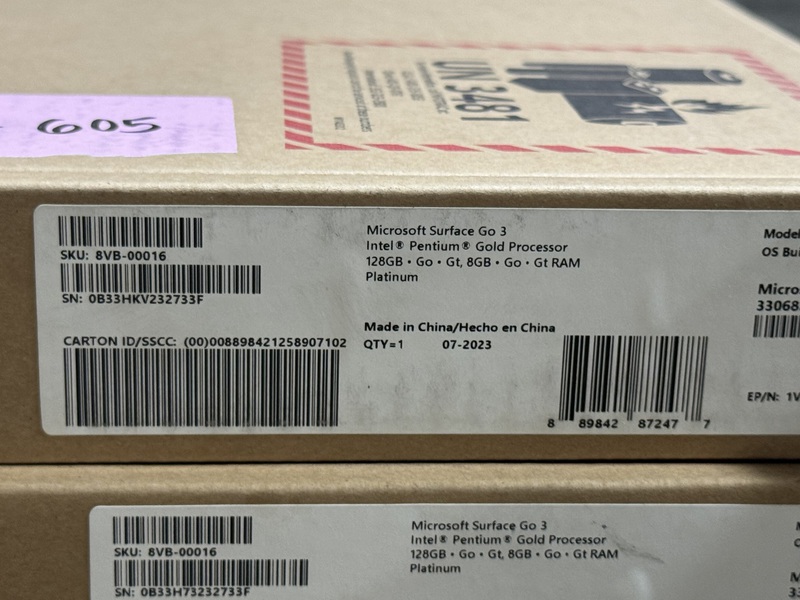 605
UN 3481
SKU: 8VB-00016
SN: 0B33HKV232733F
CARTON ID/SSCC: (00)008898421258907102
Microsoft Surface Go 3
Intel® Pentium® Gold Processor
128GB • Go • Gt, 8GB • Go • Gt RAM
Platinum
Made in China/Hecho en China
QTY=1 07-2023
8 89842 87247 7
Model
OS Bui
Micros
33068
EP/N: 1V
SKU: 8VB-00016
SN: 0B33H73232733F
Microsoft Surface Go 3
Intel® Pentium® Gold Processor
128GB • Go • Gt, 8GB • Go • Gt RAM
Platinum